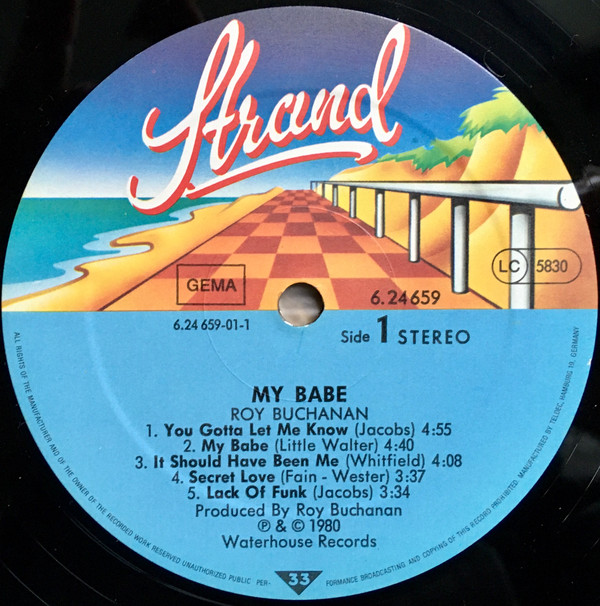 Strand
GEMA
LC 5830
6.24659
6.24 659-01-1
Side 1 STEREO
MY BABE
ROY BUCHANAN
1. You Gotta Let Me Know (Jacobs) 4:55
2. My Babe (Little Walter) 4:40
3. It Should Have Been Me (Whitfield) 4:08
4. Secret Love (Fain - Wester) 3:37
5. Lack Of Funk (Jacobs) 3:34
Produced By Roy Buchanan
℗ & © 1980
Waterhouse Records
ALL RIGHTS OF THE MANUFACTURER AND OF THE OWNER OF THE RECORDED WORK RESERVED UNAUTHORIZED PUBLIC PER-
33
FORMANCE BROADCASTING AND COPYING OF THIS RECORD PROHIBITED. MANUFACTURED BY TELDEC, HAMBURG 19, GERMANY